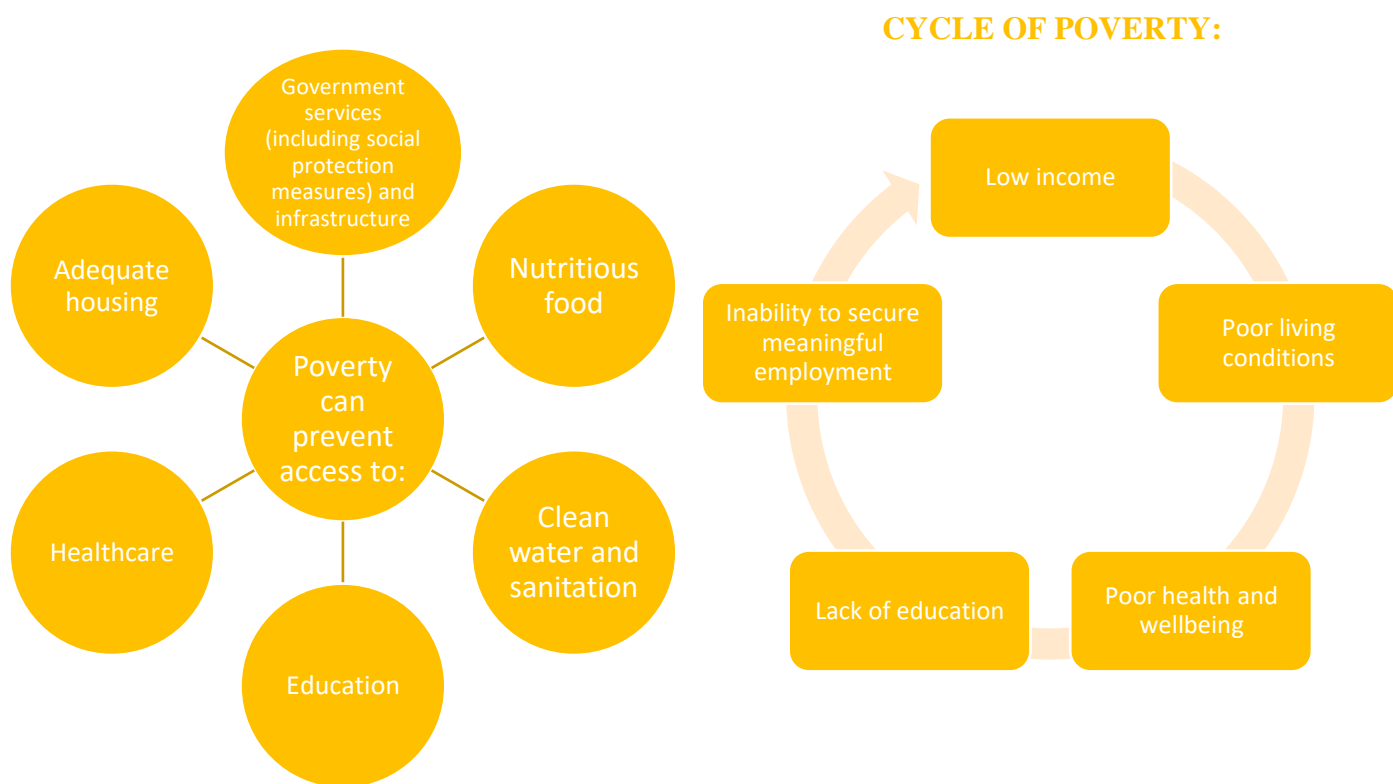 CYCLE OF POVERTY:
Government
services
(including social
protection
measures) and
infrastructure
Nutritious
food
Clean
water and
sanitation
Education
Healthcare
Adequate
housing
Poverty
can
prevent
access to:
Low income
Poor living
conditions
Poor health and
wellbeing
Lack of education
Inability to secure
meaningful
employment